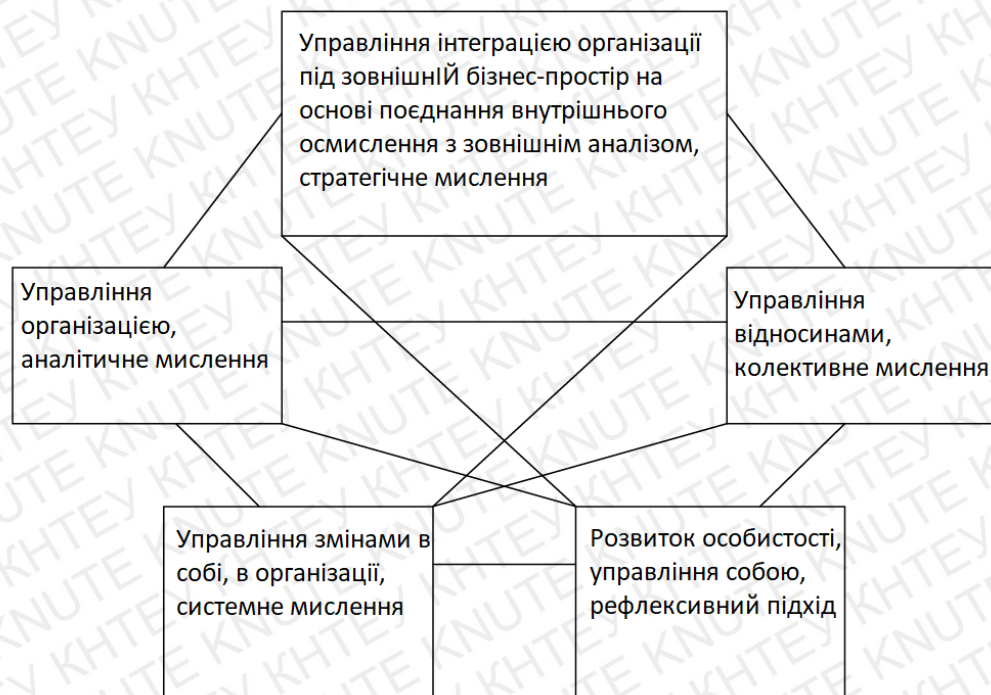 Управління інтеграцією організації
під зовнішнІЙ бізнес-простір на
основі поєднання внутрішнього
осмислення з зовнішнім аналізом,
стратегічне мислення
Управління
організацією,
аналітичне мислення
Управління
відносинами,
колективне мислення
Управління змінами в
собі, в організації,
системне мислення
Розвиток особистості,
управління собою,
рефлексивний підхід